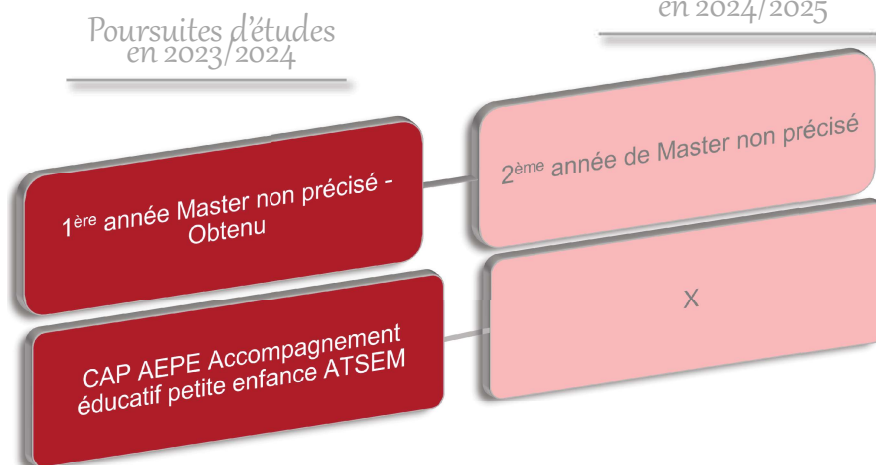 Poursuites d'études
en 2023/2024
en 2024/2025
1ère année Master non précisé -
Obtenu
2ème année de Master non précisé
CAP AEPE Accompagnement
éducatif petite enfance ATSEM
X